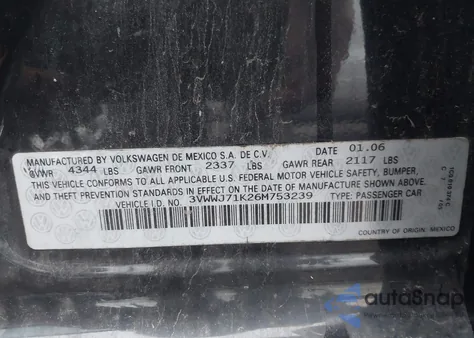 MANUFACTURED BY VOLKSWAGEN DE MEXICO S.A. DE C.V. DATE 01.06
GVWR 4344 LBS GAWR FRONT 2337 LBS GAWR REAR 2117 LBS
THIS VEHICLE CONFORMS TO ALL APPLICABLE U.S. FEDERAL MOTOR VEHICLE SAFETY, BUMPER,
AND THEFT PREVENTION STANDARDS IN EFFECT ON THE DATE OF MANUFACTURE SHOWN ABOVE.
VEHICLE I.D. NO. 3VWWJ71K26M753239 TYPE: PASSENGER CAR
COUNTRY OF ORIGIN: MEXICO
autoSnap
POWERED BY